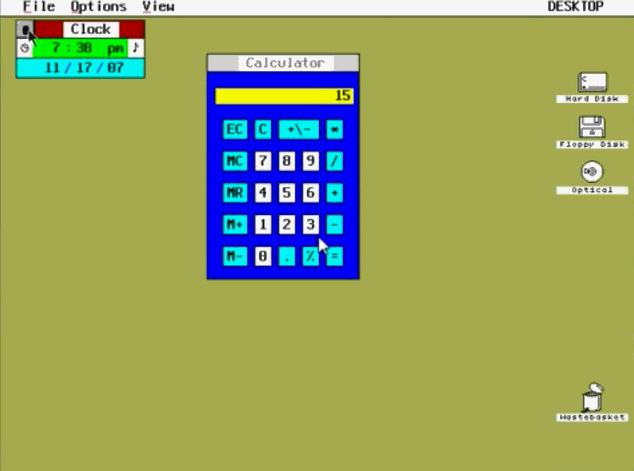 File Options View DESKTOP
Clock
7:38 pm
11/17/87
Calculator
15
EC C +\- *
MC 7 8 9 /
MR 4 5 6 +
M+ 1 2 3 -
M- 0 . % =
Hard Disk
Floppy Disk
Optical
Wastebasket